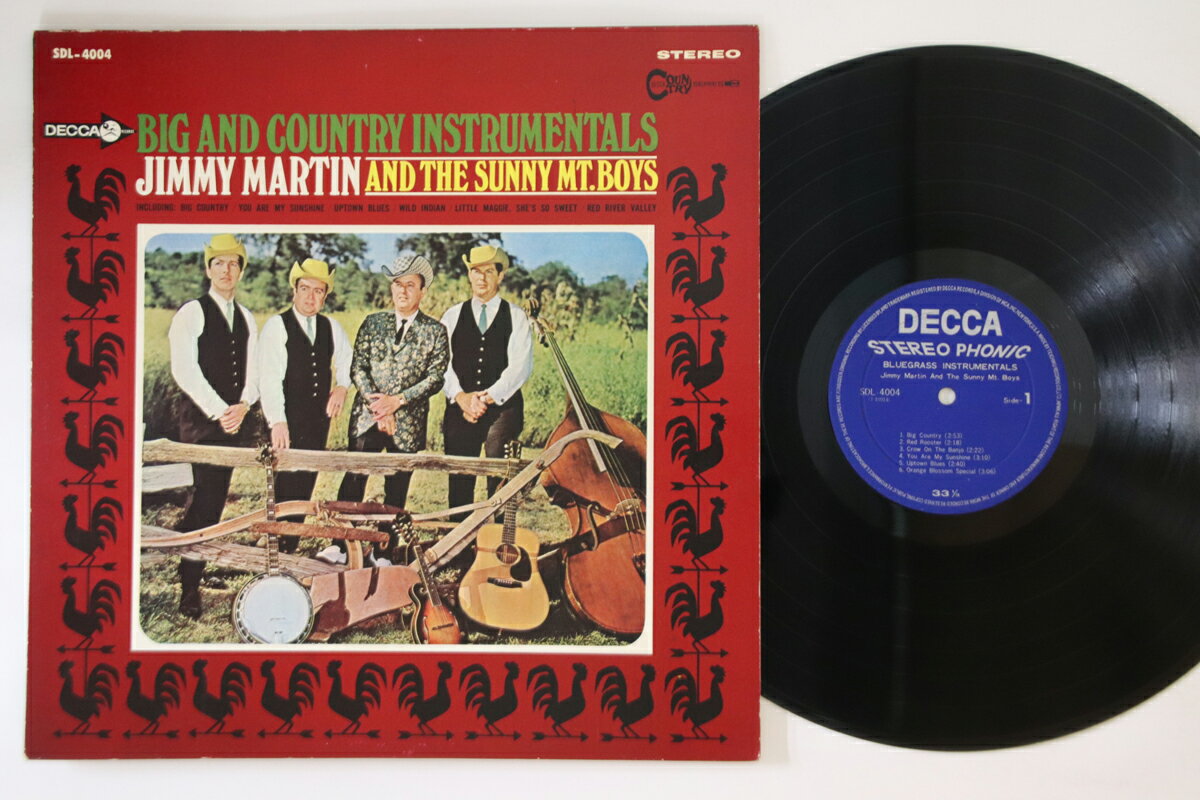 SDL-4004
STEREO
COUNTRY
DECCA RECORDS
BIG AND COUNTRY INSTRUMENTALS
JIMMY MARTIN AND THE SUNNY MT. BOYS
INCLUDING: BIG COUNTRY / YOU ARE MY SUNSHINE / UPTOWN BLUES / WILD INDIAN / LITTLE MAGGIE, SHE'S SO SWEET / RED RIVER VALLEY
DECCA
STEREO PHONIC
BLUEGRASS INSTRUMENTALS
Jimmy Martin And The Sunny Mt. Boys
SDL 4004
Side-1
1. Big Country (2:53)
2. Red Rooster (2:18)
3. Crow On The Banjo (2:22)
4. You Are My Sunshine (3:10)
5. Uptown Blues (2:40)
6. Orange Blossom Special (3:06)
33 ⅓